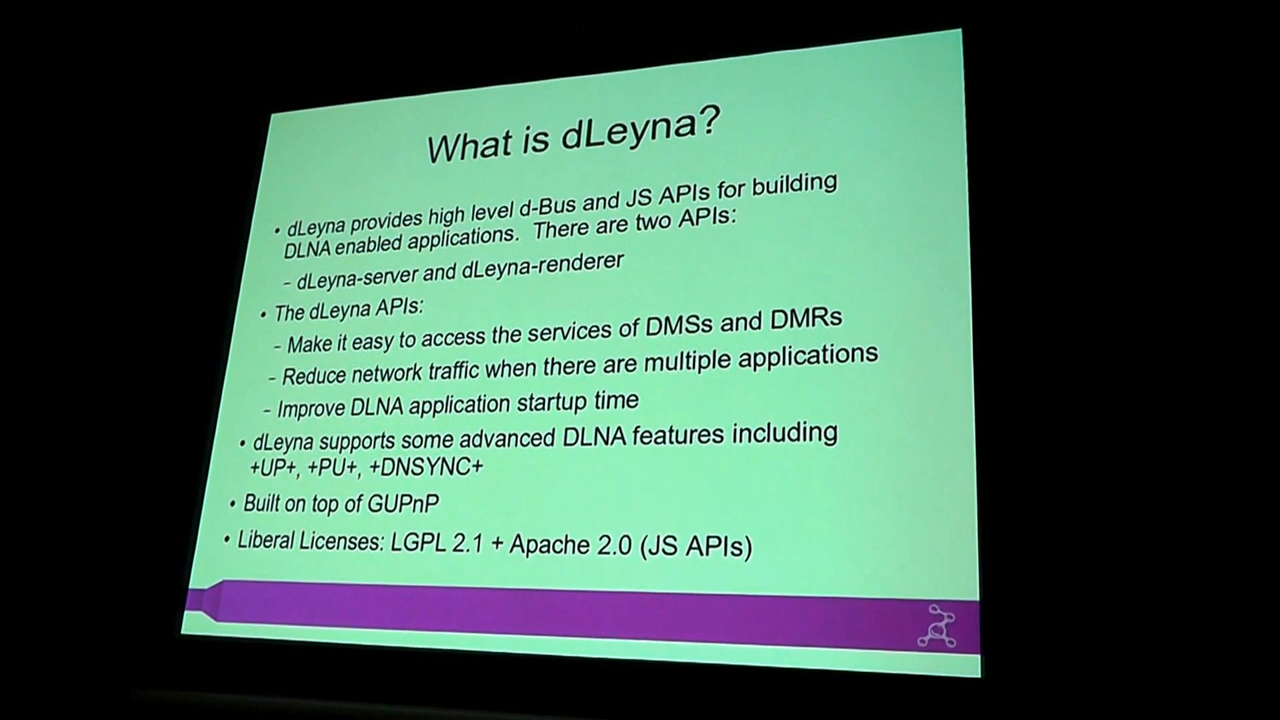 What is dLeyna?
• dLeyna provides high level d-Bus and JS APIs for building
DLNA enabled applications. There are two APIs:
– dLeyna-server and dLeyna-renderer
• The dLeyna APIs:
– Make it easy to access the services of DMSs and DMRs
– Reduce network traffic when there are multiple applications
– Improve DLNA application startup time
• dLeyna supports some advanced DLNA features including
+UP+, +PU+, +DNSYNC+
• Built on top of GUPnP
• Liberal Licenses: LGPL 2.1 + Apache 2.0 (JS APIs)